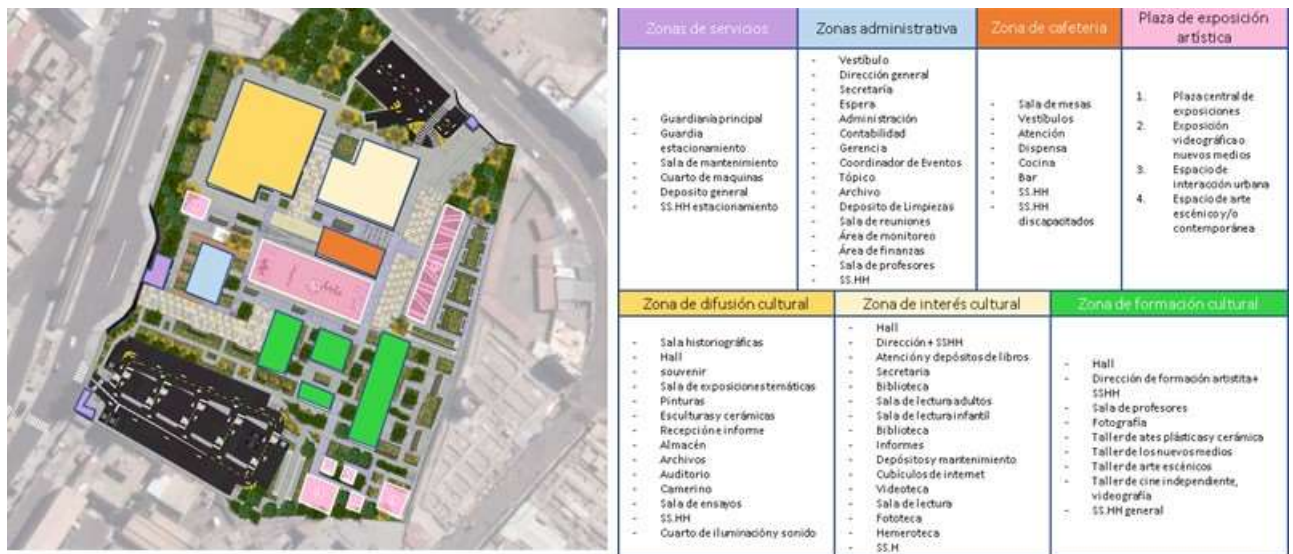 Zonas de servicios
Zonas administrativa
Zona de cafeteria
Plaza de exposición
artística
- Guardianía principal
- Guardia
estacionamiento
- Sala de mantenimiento
- Cuarto de maquinas
- Deposito general
- SS.HH estacionamiento
- Vestíbulo
- Dirección general
- Secretaría
- Espera
- Administración
- Contabilidad
- Gerencia
- Coordinador de Eventos
- Tópico
- Archivo
- Deposito de Limpiezas
- Sala de reuniones
- Área de monitoreo
- Área de finanzas
- Sala de profesores
- SS.HH
- Sala de mesas
- Vestíbulos
- Atención
- Dispensa
- Cocina
- Bar
- SS.HH
- SS.HH
discapacitados
1. Plaza central de
exposiciones
2. Exposición
videográfica o
nuevos medios
3. Espacio de
interacción urbana
4. Espacio de arte
escénico y/o
contemporánea
Zona de difusión cultural
Zona de interés cultural
Zona de formación cultural
- Sala historiográficas
- Hall
- souvenir
- Sala de exposiciones temáticas
- Pinturas
- Esculturas y cerámicas
- Recepción e informe
- Almacén
- Archivos
- Auditorio
- Camerino
- Sala de ensayos
- SS.HH
- Cuarto de iluminación y sonido
- Hall
- Dirección + SSHH
- Atención y depósitos de libros
- Secretaria
- Biblioteca
- Sala de lectura adultos
- Sala de lectura infantil
- Biblioteca
- Informes
- Depósitos y mantenimiento
- Cubículos de internet
- Videoteca
- Sala de lectura
- Fototeca
- Hemeroteca
- SS.H
- Hall
- Dirección de formación artistita+
SSHH
- Sala de profesores
- Fotografía
- Taller de ates plásticas y cerámica
- Taller de los nuevos medios
- Taller de arte escénicos
- Taller de cine independiente,
videografía
- SS.HH general